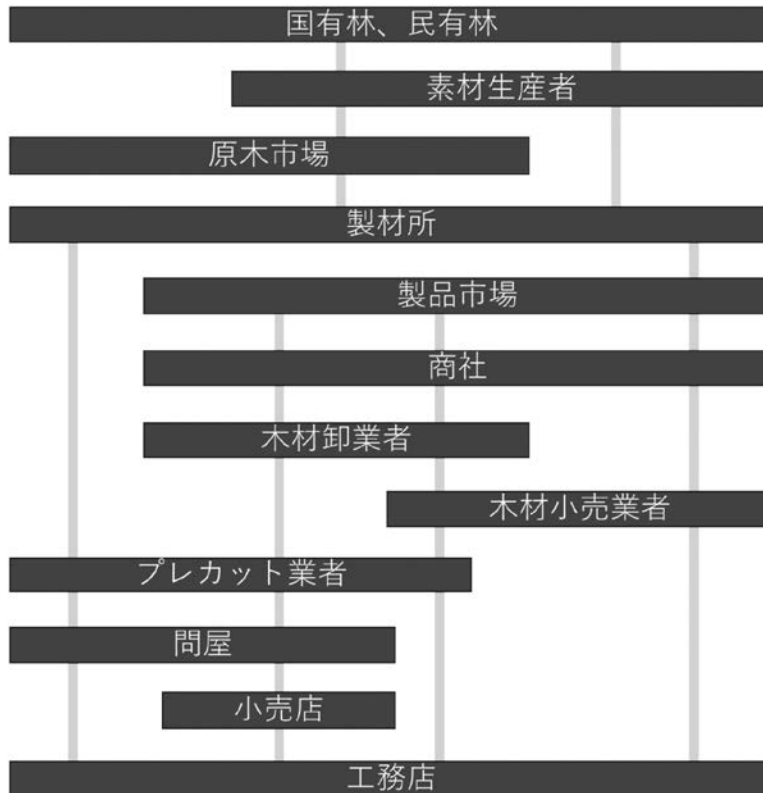 国有林、民有林
素材生産者
原木市場
製材所
製品市場
商社
木材卸業者
木材小売業者
プレカット業者
問屋
小売店
工務店